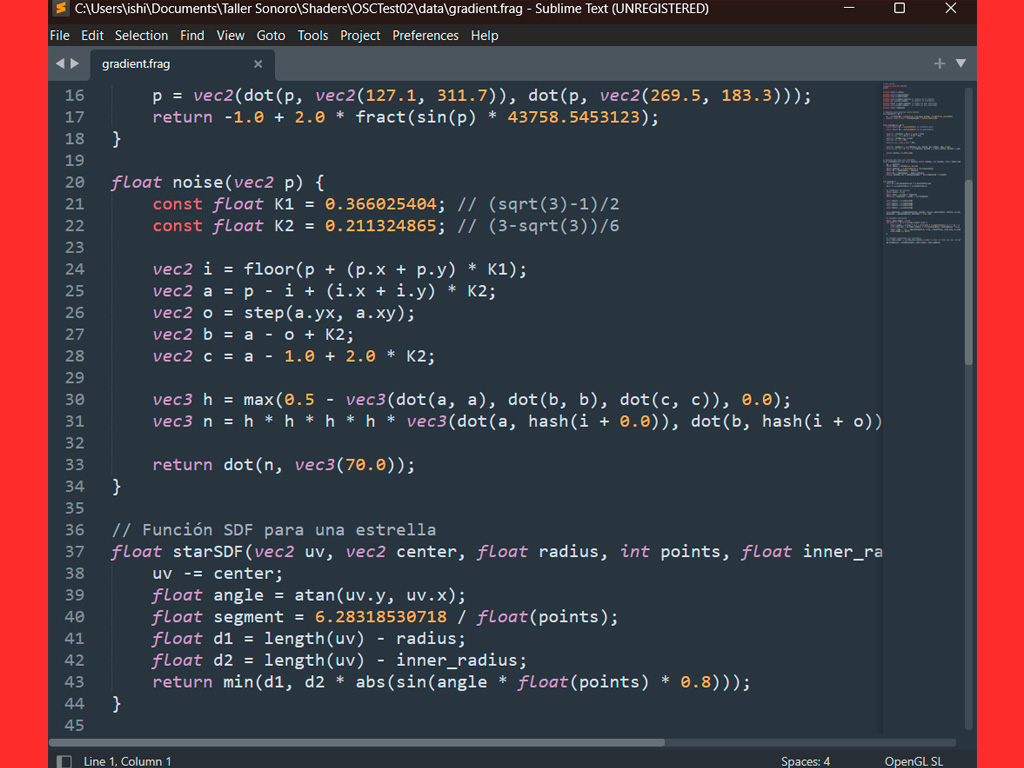 C:\Users\ishi\Documents\Taller Sonoro\Shaders\OSCTest02\data\gradient.frag - Sublime Text (UNREGISTERED)
File Edit Selection Find View Goto Tools Project Preferences Help
gradient.frag
16 p = vec2(dot(p, vec2(127.1, 311.7)), dot(p, vec2(269.5, 183.3)));
17 return -1.0 + 2.0 * fract(sin(p) * 43758.5453123);
18 }
19
20 float noise(vec2 p) {
21 const float K1 = 0.366025404; // (sqrt(3)-1)/2
22 const float K2 = 0.211324865; // (3-sqrt(3))/6
23
24 vec2 i = floor(p + (p.x + p.y) * K1);
25 vec2 a = p - i + (i.x + i.y) * K2;
26 vec2 o = step(a.yx, a.xy);
27 vec2 b = a - o + K2;
28 vec2 c = a - 1.0 + 2.0 * K2;
29
30 vec3 h = max(0.5 - vec3(dot(a, a), dot(b, b), dot(c, c)), 0.0);
31 vec3 n = h * h * h * h * vec3(dot(a, hash(i + 0.0)), dot(b, hash(i + o))
32
33 return dot(n, vec3(70.0));
34 }
35
36 // Función SDF para una estrella
37 float starSDF(vec2 uv, vec2 center, float radius, int points, float inner_ra
38 uv -= center;
39 float angle = atan(uv.y, uv.x);
40 float segment = 6.28318530718 / float(points);
41 float d1 = length(uv) - radius;
42 float d2 = length(uv) - inner_radius;
43 return min(d1, d2 * abs(sin(angle * float(points) * 0.8)));
44 }
45
Line 1, Column 1 Spaces: 4 OpenGL SL